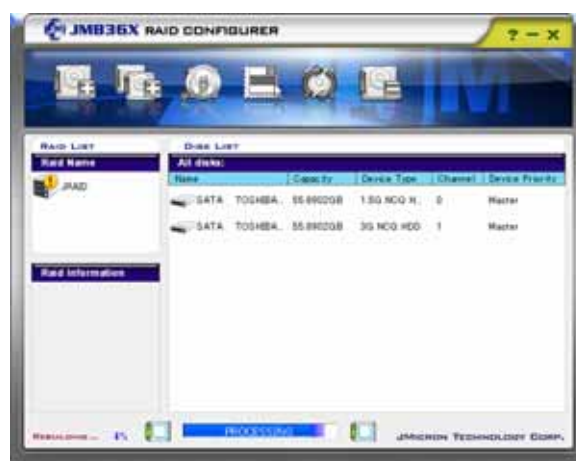 JMB36X RAID CONFIGURER
? – X
RAID LIST
Raid Name
JRAID
Raid Information
DISK LIST
All disks:
Name Capacity Device Type Channel Device Priority
SATA TOSHIBA.. 55.8902GB 1.5G NCQ H.. 0 Master
SATA TOSHIBA.. 55.8902GB 3G NCQ HDD 1 Master
REBUILDING ... %
PROCESSING
JMICRON TECHNOLOGY CORP.